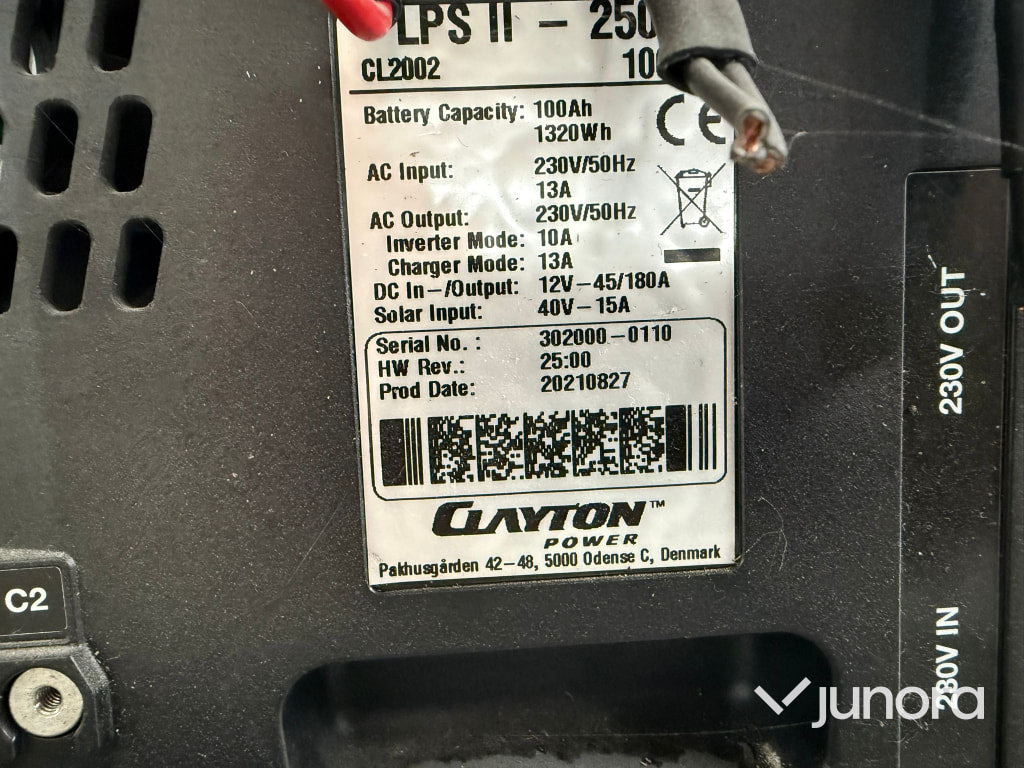 LPS II - 250
CL2002 10
Battery Capacity: 100Ah
1320Wh
CE
AC Input: 230V/50Hz
13A
AC Output: 230V/50Hz
Inverter Mode: 10A
Charger Mode: 13A
DC In-/Output: 12V-45/180A
Solar Input: 40V-15A
Serial No. : 302000-0110
HW Rev.: 25:00
Prod Date: 20210827
CLAYTON™
POWER
Pakhusgården 42-48, 5000 Odense C, Denmark
230V OUT
230V IN
C2
junora